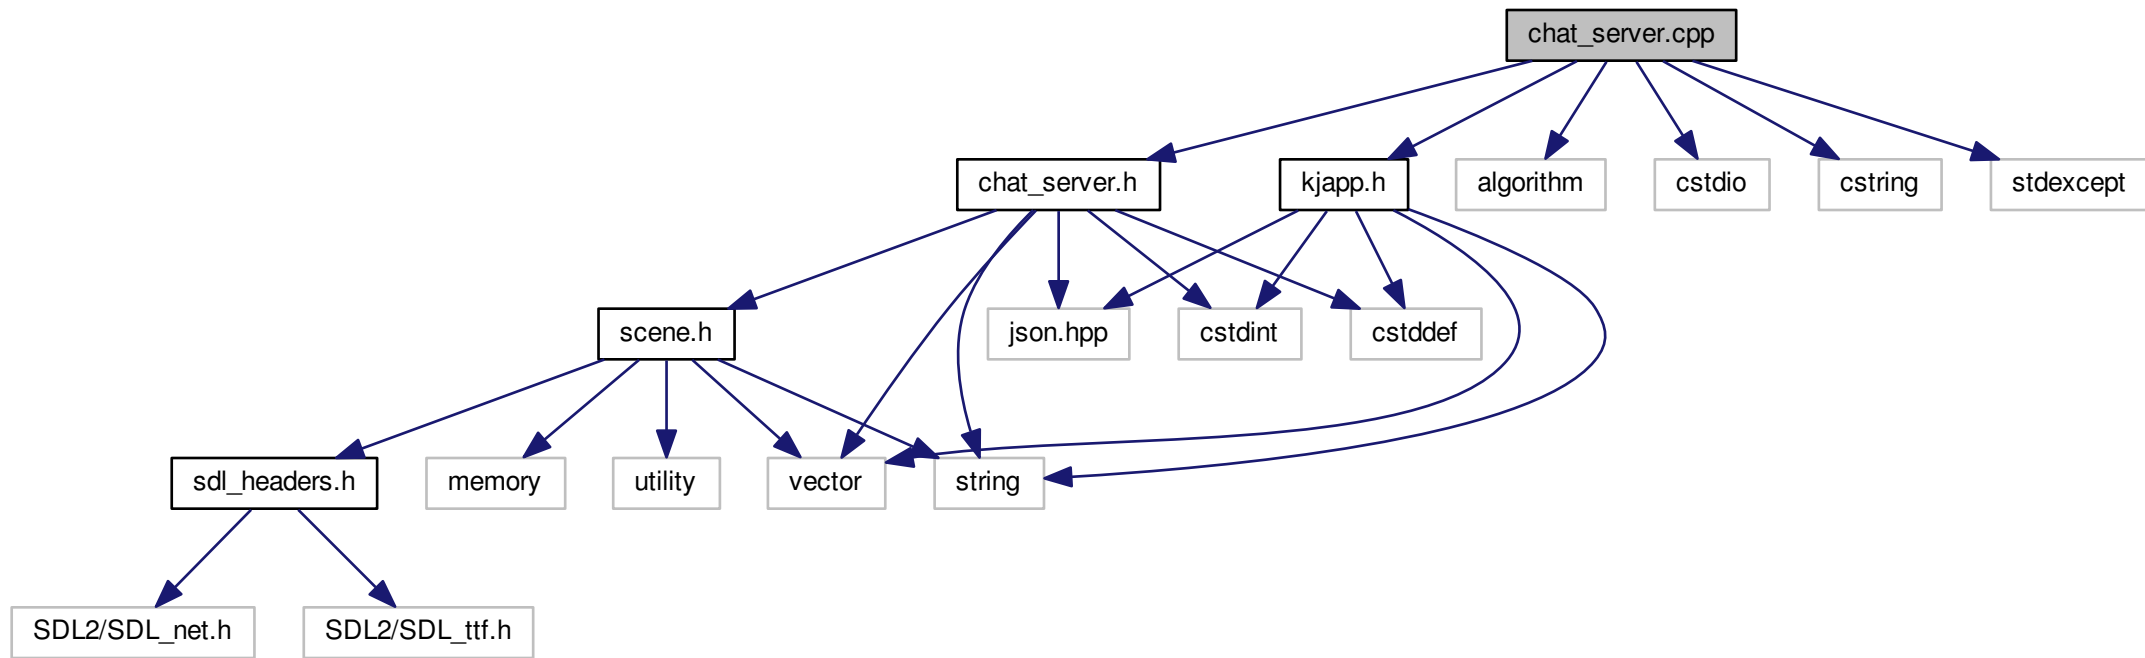 chat_server.cpp
chat_server.h
kjapp.h
algorithm
cstdio
cstring
stdexcept
scene.h
json.hpp
cstdint
cstddef
sdl_headers.h
memory
utility
vector
string
SDL2/SDL_net.h
SDL2/SDL_ttf.h